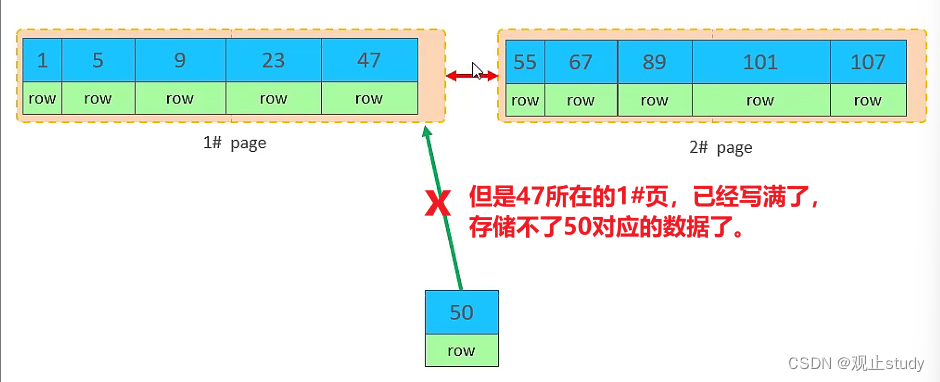 1 5 9 23 47
row row row row row
1# page
55 67 89 101 107
row row row row row
2# page
但是47所在的1#页，已经写满了，
存储不了50对应的数据了。
X
50
row
CSDN @观止study